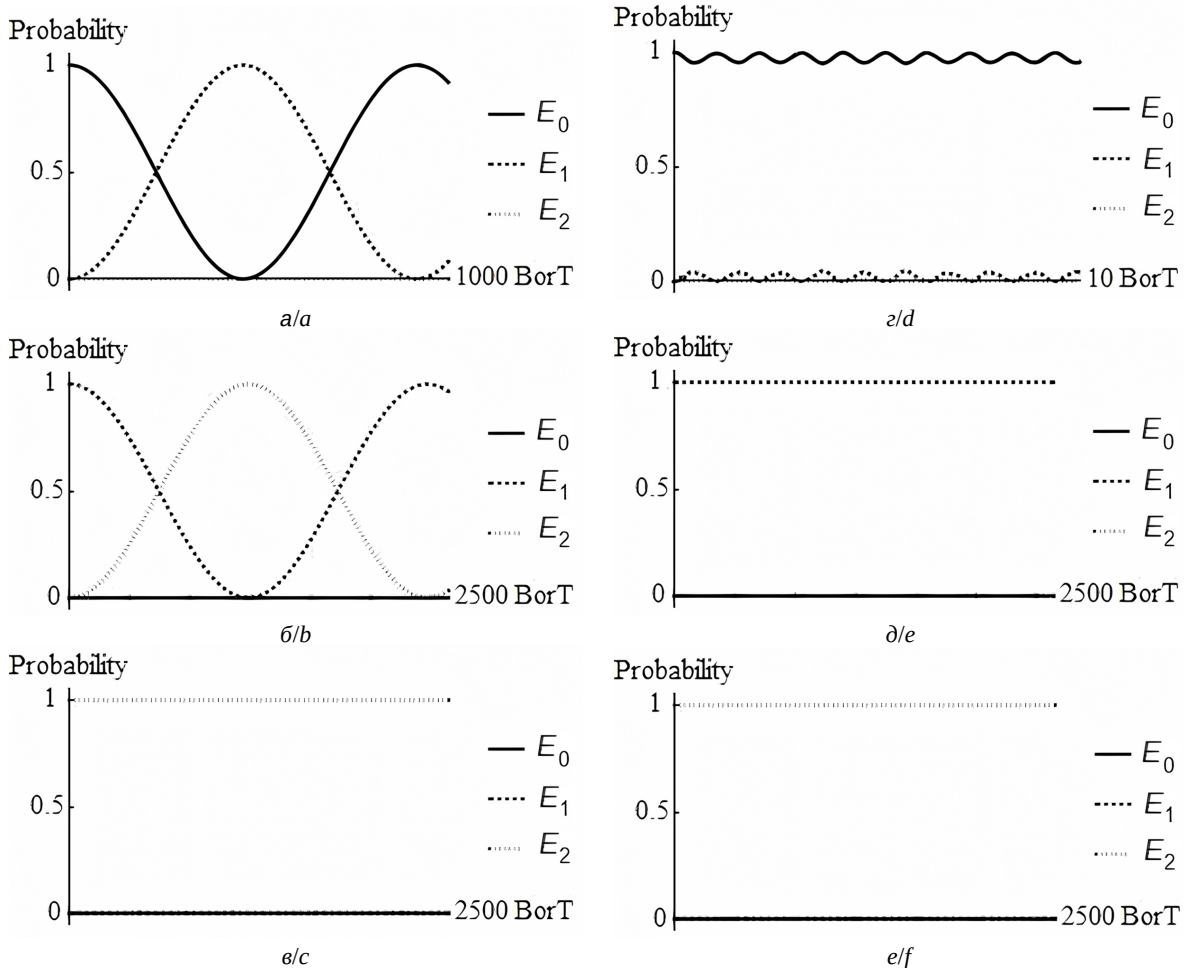 Probability
1
0.5
0
E0
E1
E2
1000 BorT
а/a
Probability
1
0.5
0
E0
E1
E2
10 BorT
г/d
Probability
1
0.5
0
E0
E1
E2
2500 BorT
б/b
Probability
1
0.5
0
E0
E1
E2
2500 BorT
д/e
Probability
1
0.5
0
E0
E1
E2
2500 BorT
в/c
Probability
1
0.5
0
E0
E1
E2
2500 BorT
е/f